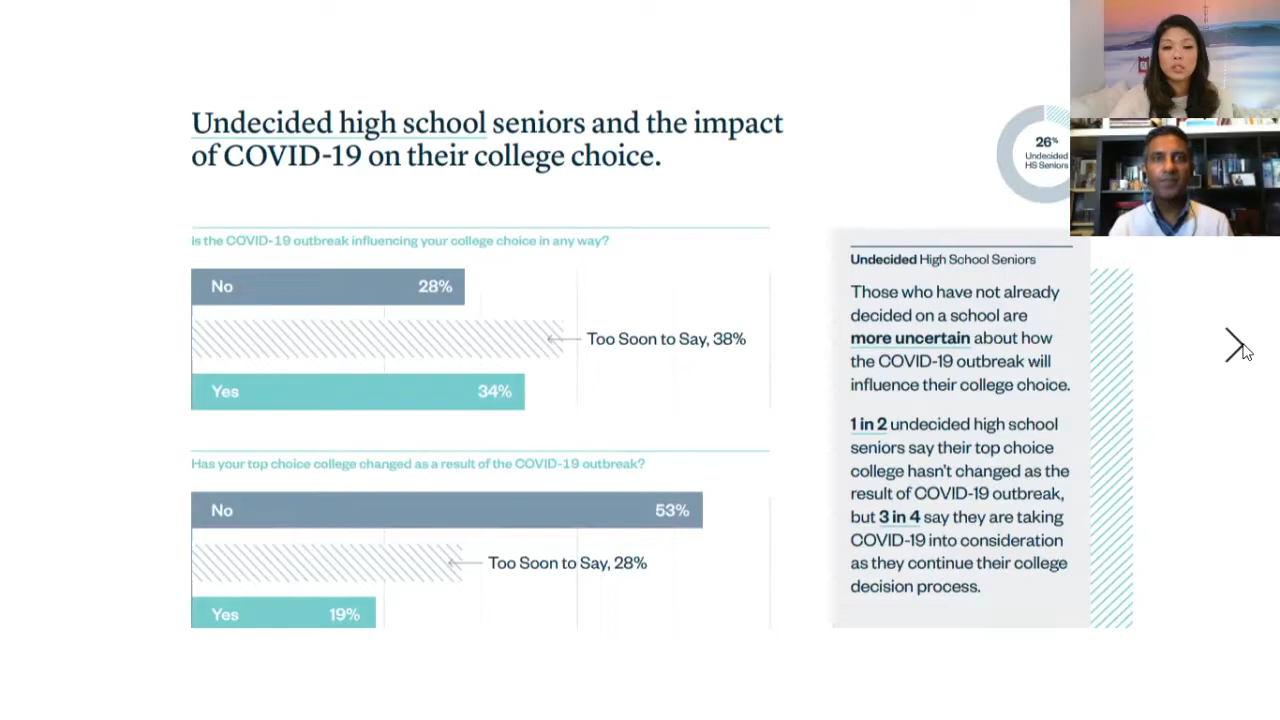 Undecided high school seniors and the impact
of COVID-19 on their college choice.
26%
Undecided
HS Seniors
is the COVID-19 outbreak influencing your college choice in any way?
No 28%
Too Soon to Say, 38%
Yes 34%
Has your top choice college changed as a result of the COVID-19 outbreak?
No 53%
Too Soon to Say, 28%
Yes 19%
Undecided High School Seniors
Those who have not already
decided on a school are
more uncertain about how
the COVID-19 outbreak will
influence their college choice.
1 in 2 undecided high school
seniors say their top choice
college hasn't changed as the
result of COVID-19 outbreak,
but 3 in 4 say they are taking
COVID-19 into consideration
as they continue their college
decision process.